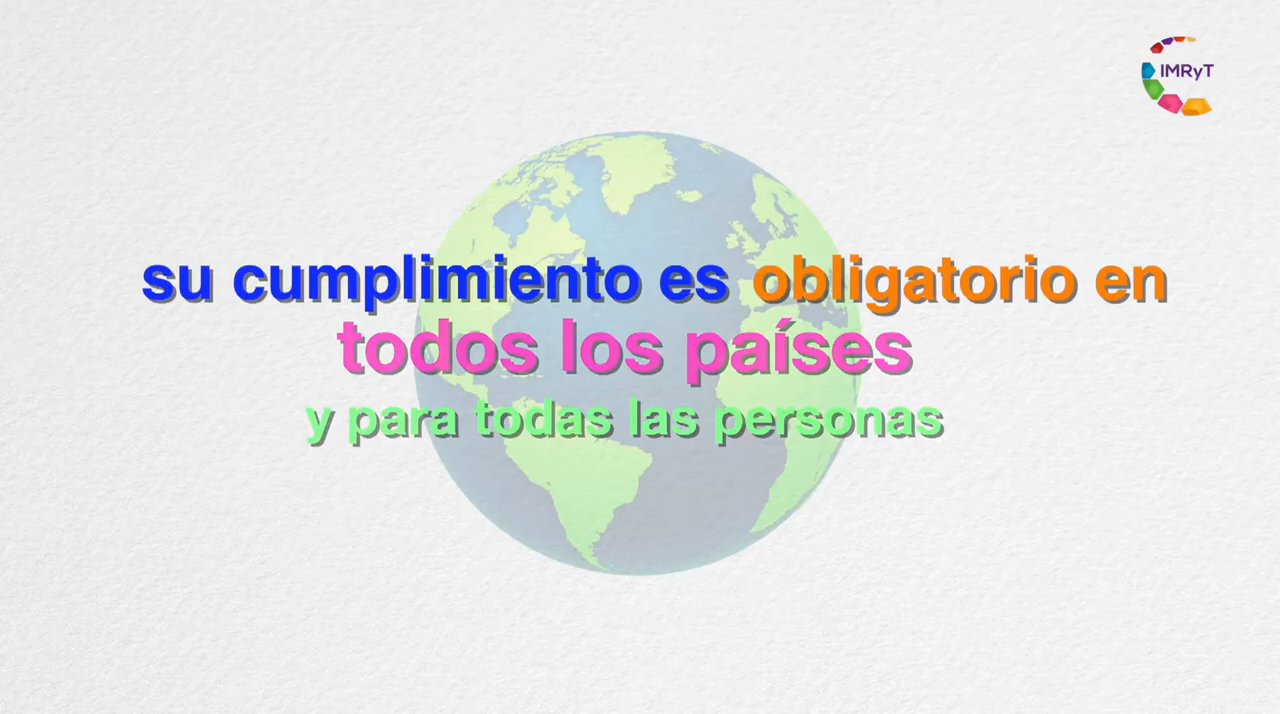 IMRyT
su cumplimiento es obligatorio en
todos los países
y para todas las personas